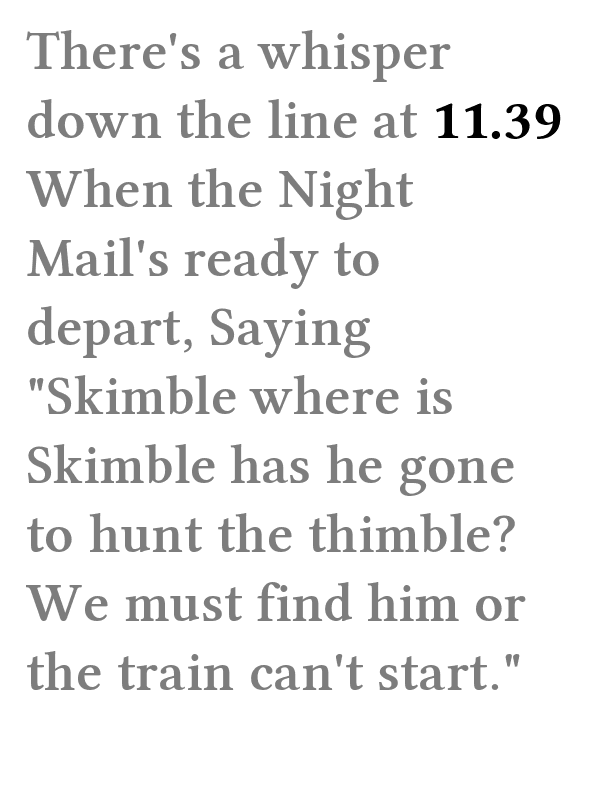 There's a whisper
down the line at 11.39
When the Night
Mail's ready to
depart, Saying
"Skimble where is
Skimble has he gone
to hunt the thimble?
We must find him or
the train can't start."